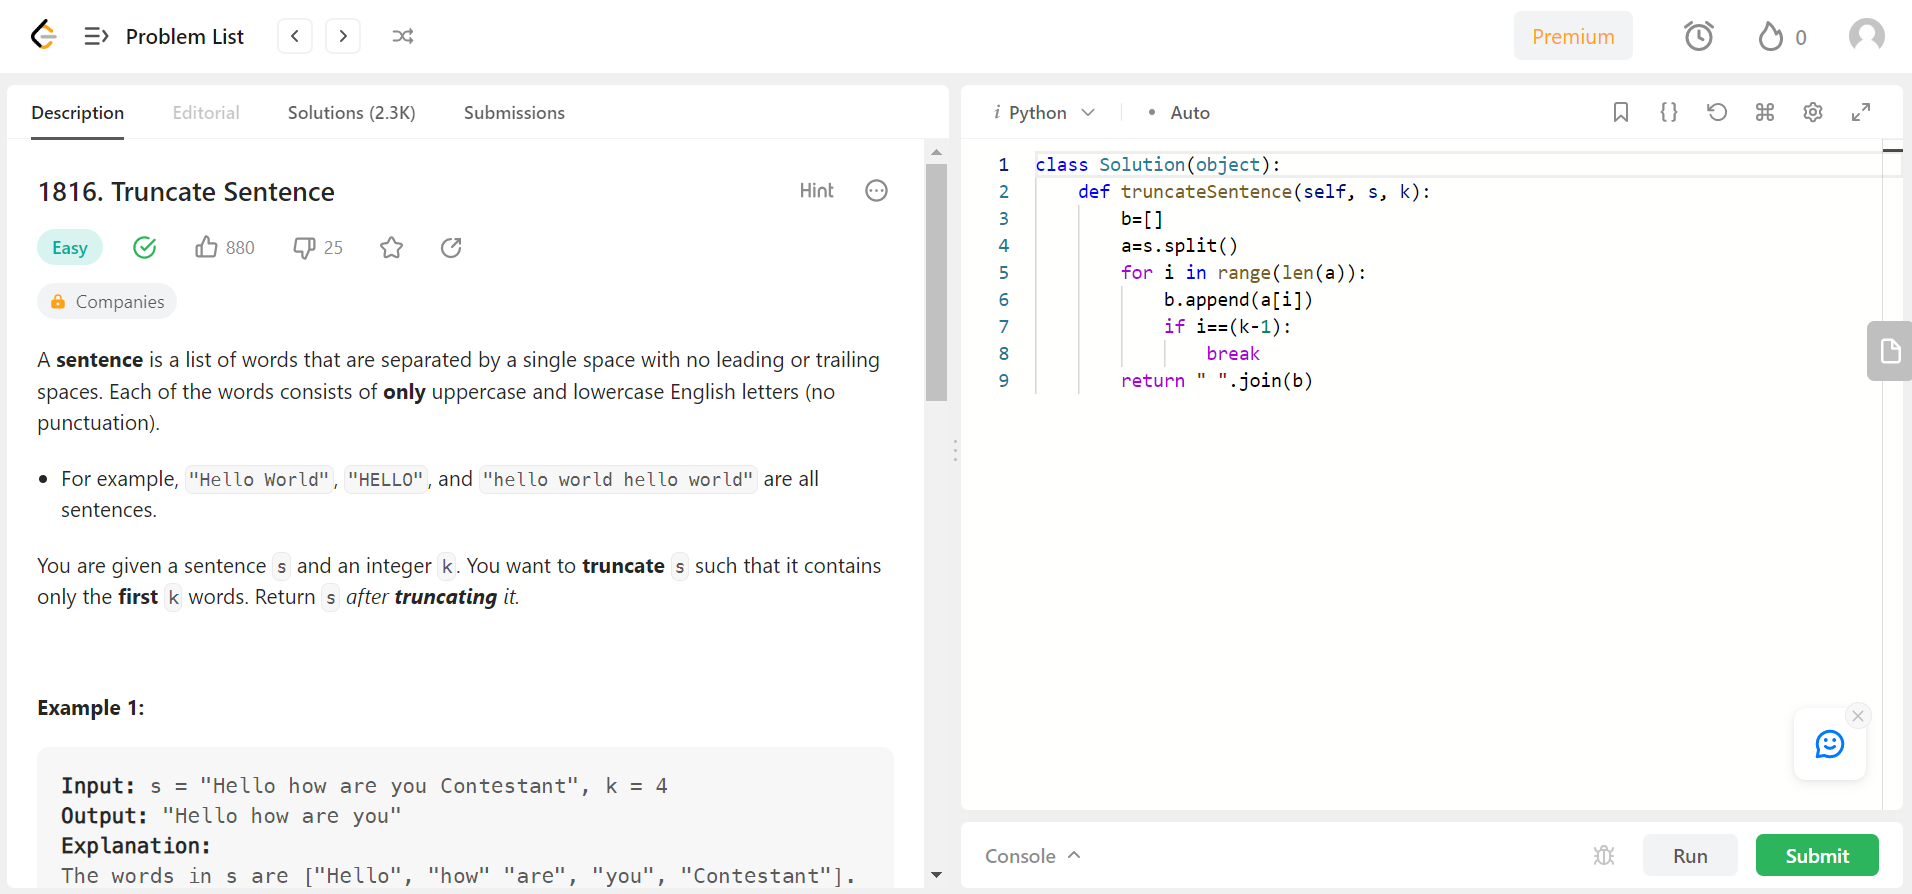 Problem List
Premium
0
Description Editorial Solutions (2.3K) Submissions
1816. Truncate Sentence
Hint
Easy 880 25
Companies
A sentence is a list of words that are separated by a single space with no leading or trailing
spaces. Each of the words consists of only uppercase and lowercase English letters (no
punctuation).
• For example, "Hello World", "HELLO", and "hello world hello world" are all
sentences.
You are given a sentence s and an integer k. You want to truncate s such that it contains
only the first k words. Return s after truncating it.
Example 1:
Input: s = "Hello how are you Contestant", k = 4
Output: "Hello how are you"
Explanation:
The words in s are ["Hello", "how" "are", "you", "Contestant"].
i Python • Auto
{}
1 class Solution(object):
2 def truncateSentence(self, s, k):
3 b=[]
4 a=s.split()
5 for i in range(len(a)):
6 b.append(a[i])
7 if i==(k-1):
8 break
9 return " ".join(b)
Console
Run
Submit